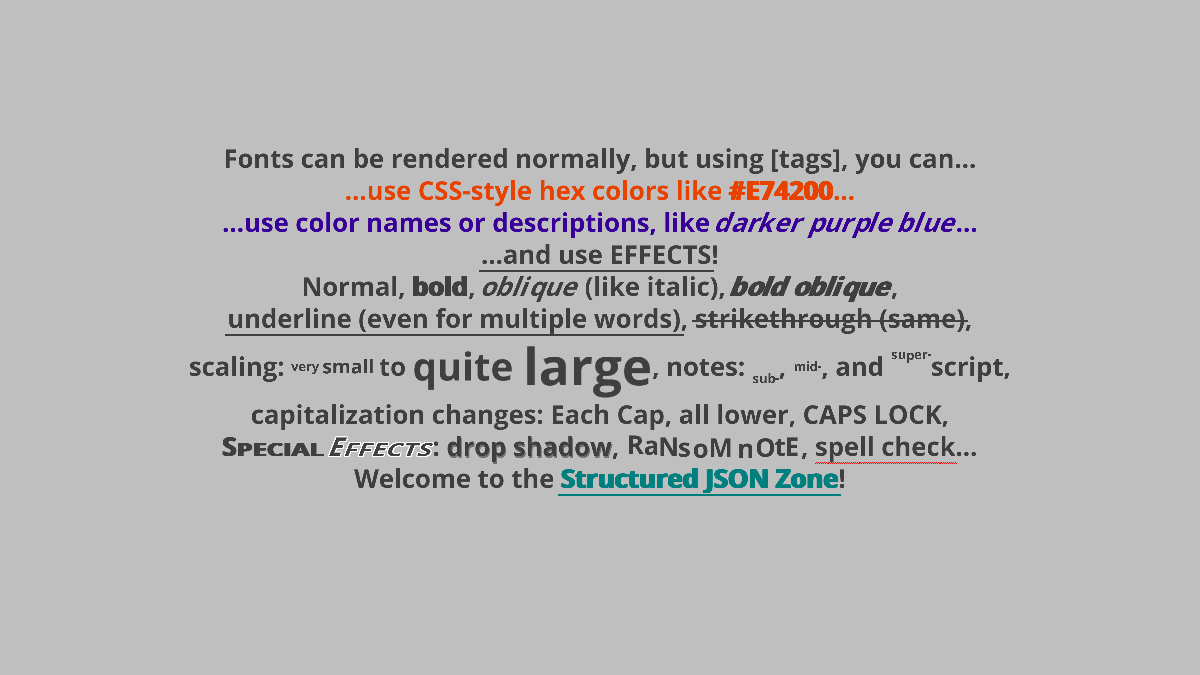 Fonts can be rendered normally, but using [tags], you can...
...use CSS-style hex colors like #E74200...
...use color names or descriptions, like darker purple blue...
...and use EFFECTS!
Normal, bold, oblique (like italic), bold oblique,
underline (even for multiple words), strikethrough (same),
scaling: very small to quite large, notes: sub-, mid-, and super-script,
capitalization changes: Each Cap, all lower, CAPS LOCK,
SPECIAL EFFECTS: drop shadow, RaNsoM nOtE, spell check...
Welcome to the Structured JSON Zone!